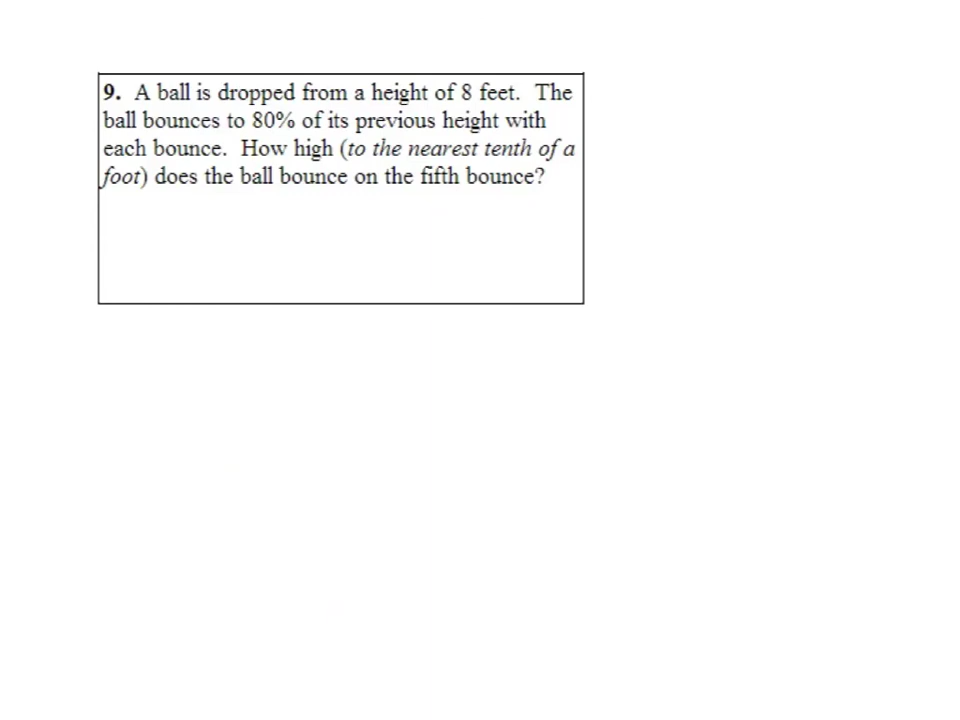 9. A ball is dropped from a height of 8 feet. The
ball bounces to 80% of its previous height with
each bounce. How high (to the nearest tenth of a
foot) does the ball bounce on the fifth bounce?